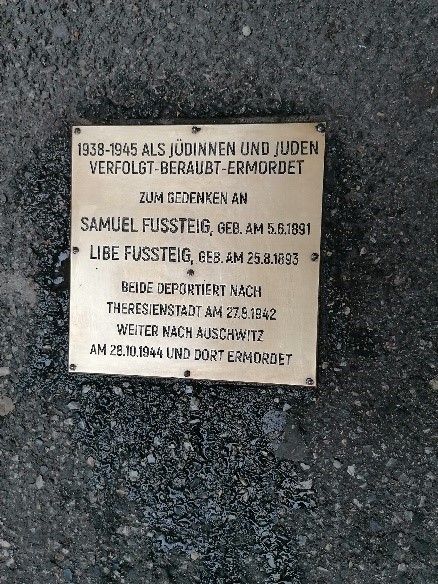 1938-1945 ALS JÜDINNEN UND JUDEN
VERFOLGT-BERAUBT-ERMORDET
ZUM GEDENKEN AN
SAMUEL FUSSTEIG, GEB. AM 5.6.1891
LIBE FUSSTEIG, GEB. AM 25.8.1893
BEIDE DEPORTIERT NACH
THERESIENSTADT AM 27.8.1942
WEITER NACH AUSCHWITZ
AM 28.10.1944 UND DORT ERMORDET